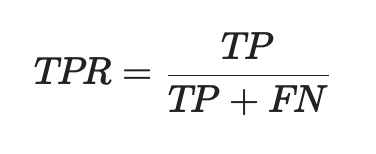 TPR = TP / (TP + FN)